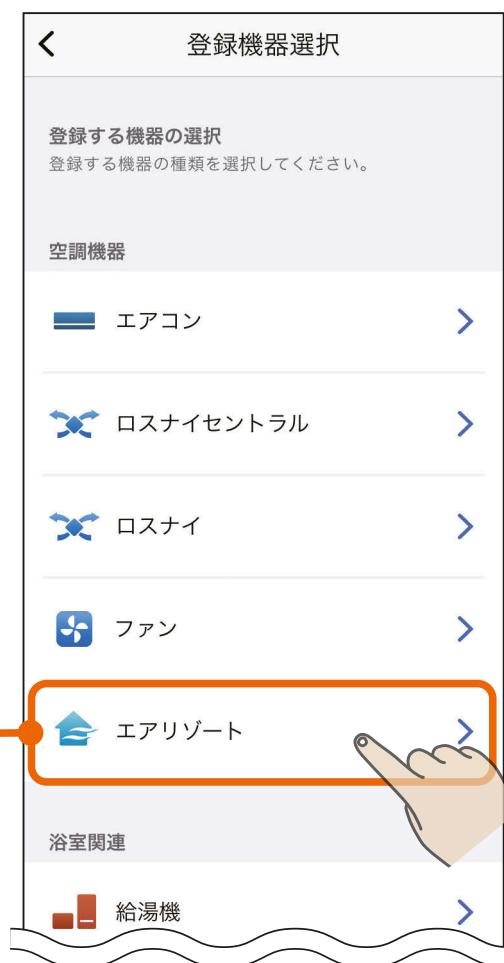 登録機器選択
登録する機器の選択
登録する機器の種類を選択してください。
空調機器
エアコン
ロスナイセントラル
ロスナイ
ファン
エアリゾート
浴室関連
給湯機